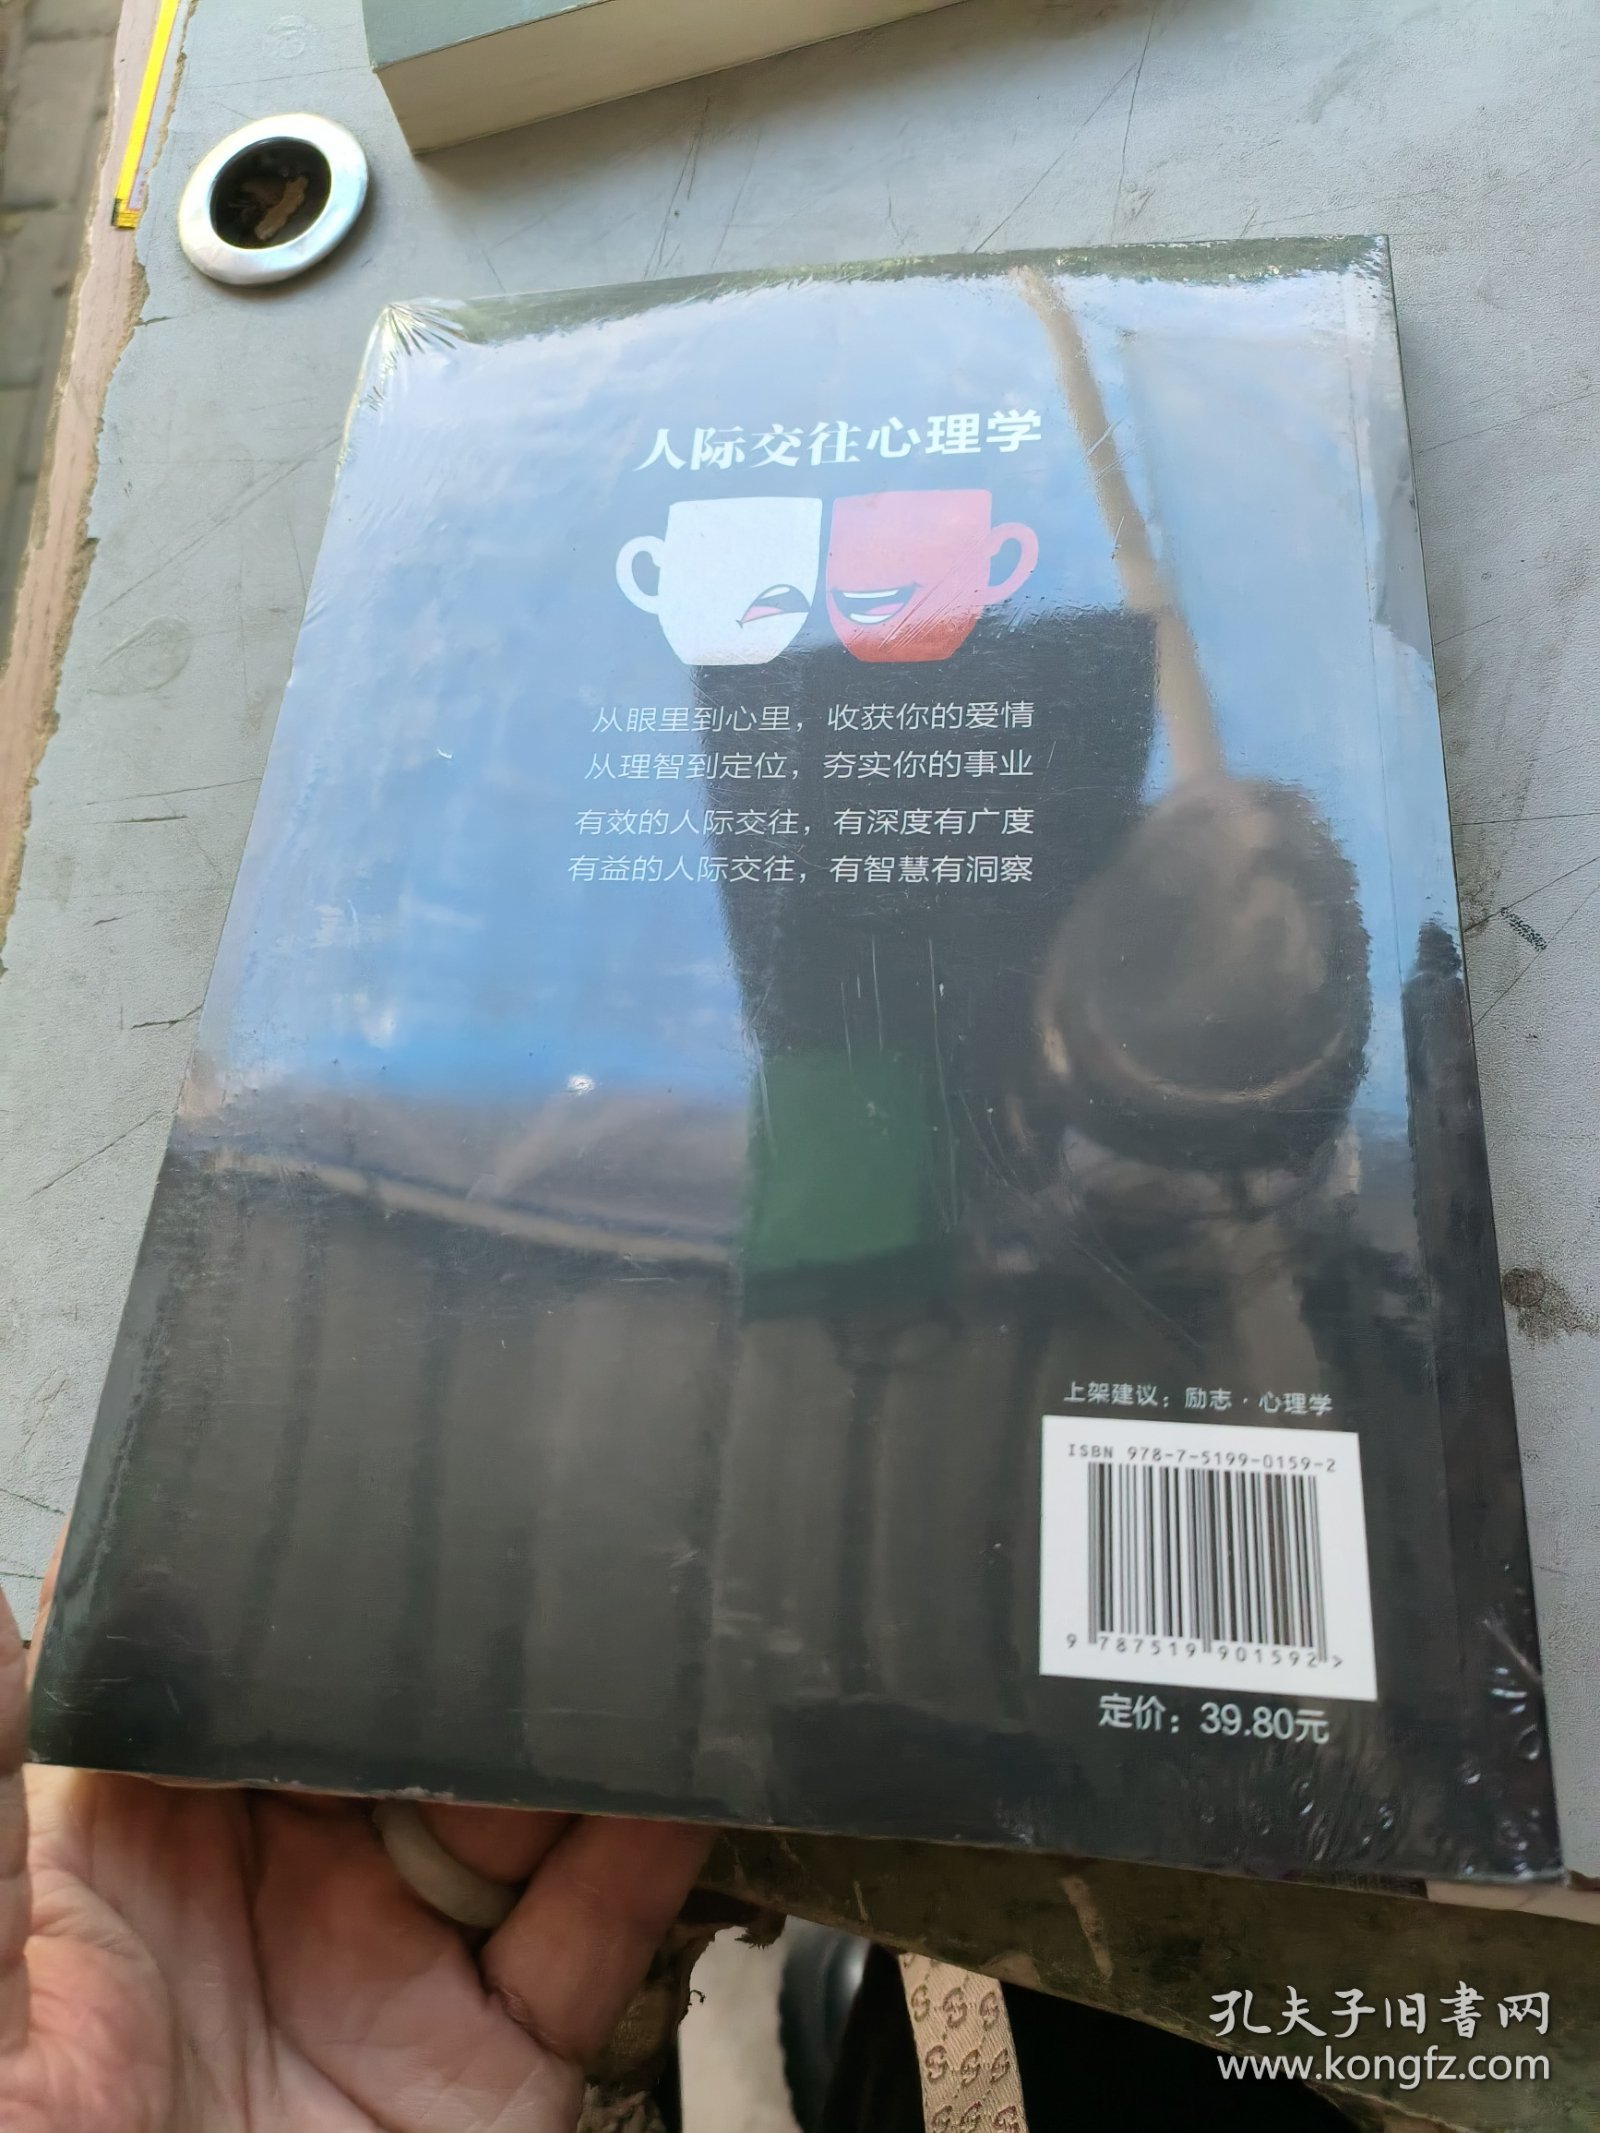 人际交往心理学
从眼里到心里，收获你的爱情
从理智到定位，夯实你的事业
有效的人际交往，有深度有广度
有益的人际交往，有智慧有洞察
上架建议：励志·心理学
ISBN 978-7-5199-0159-2
9 787519 901592 >
定价：39.80元
孔夫子旧書网
www.kongfz.com